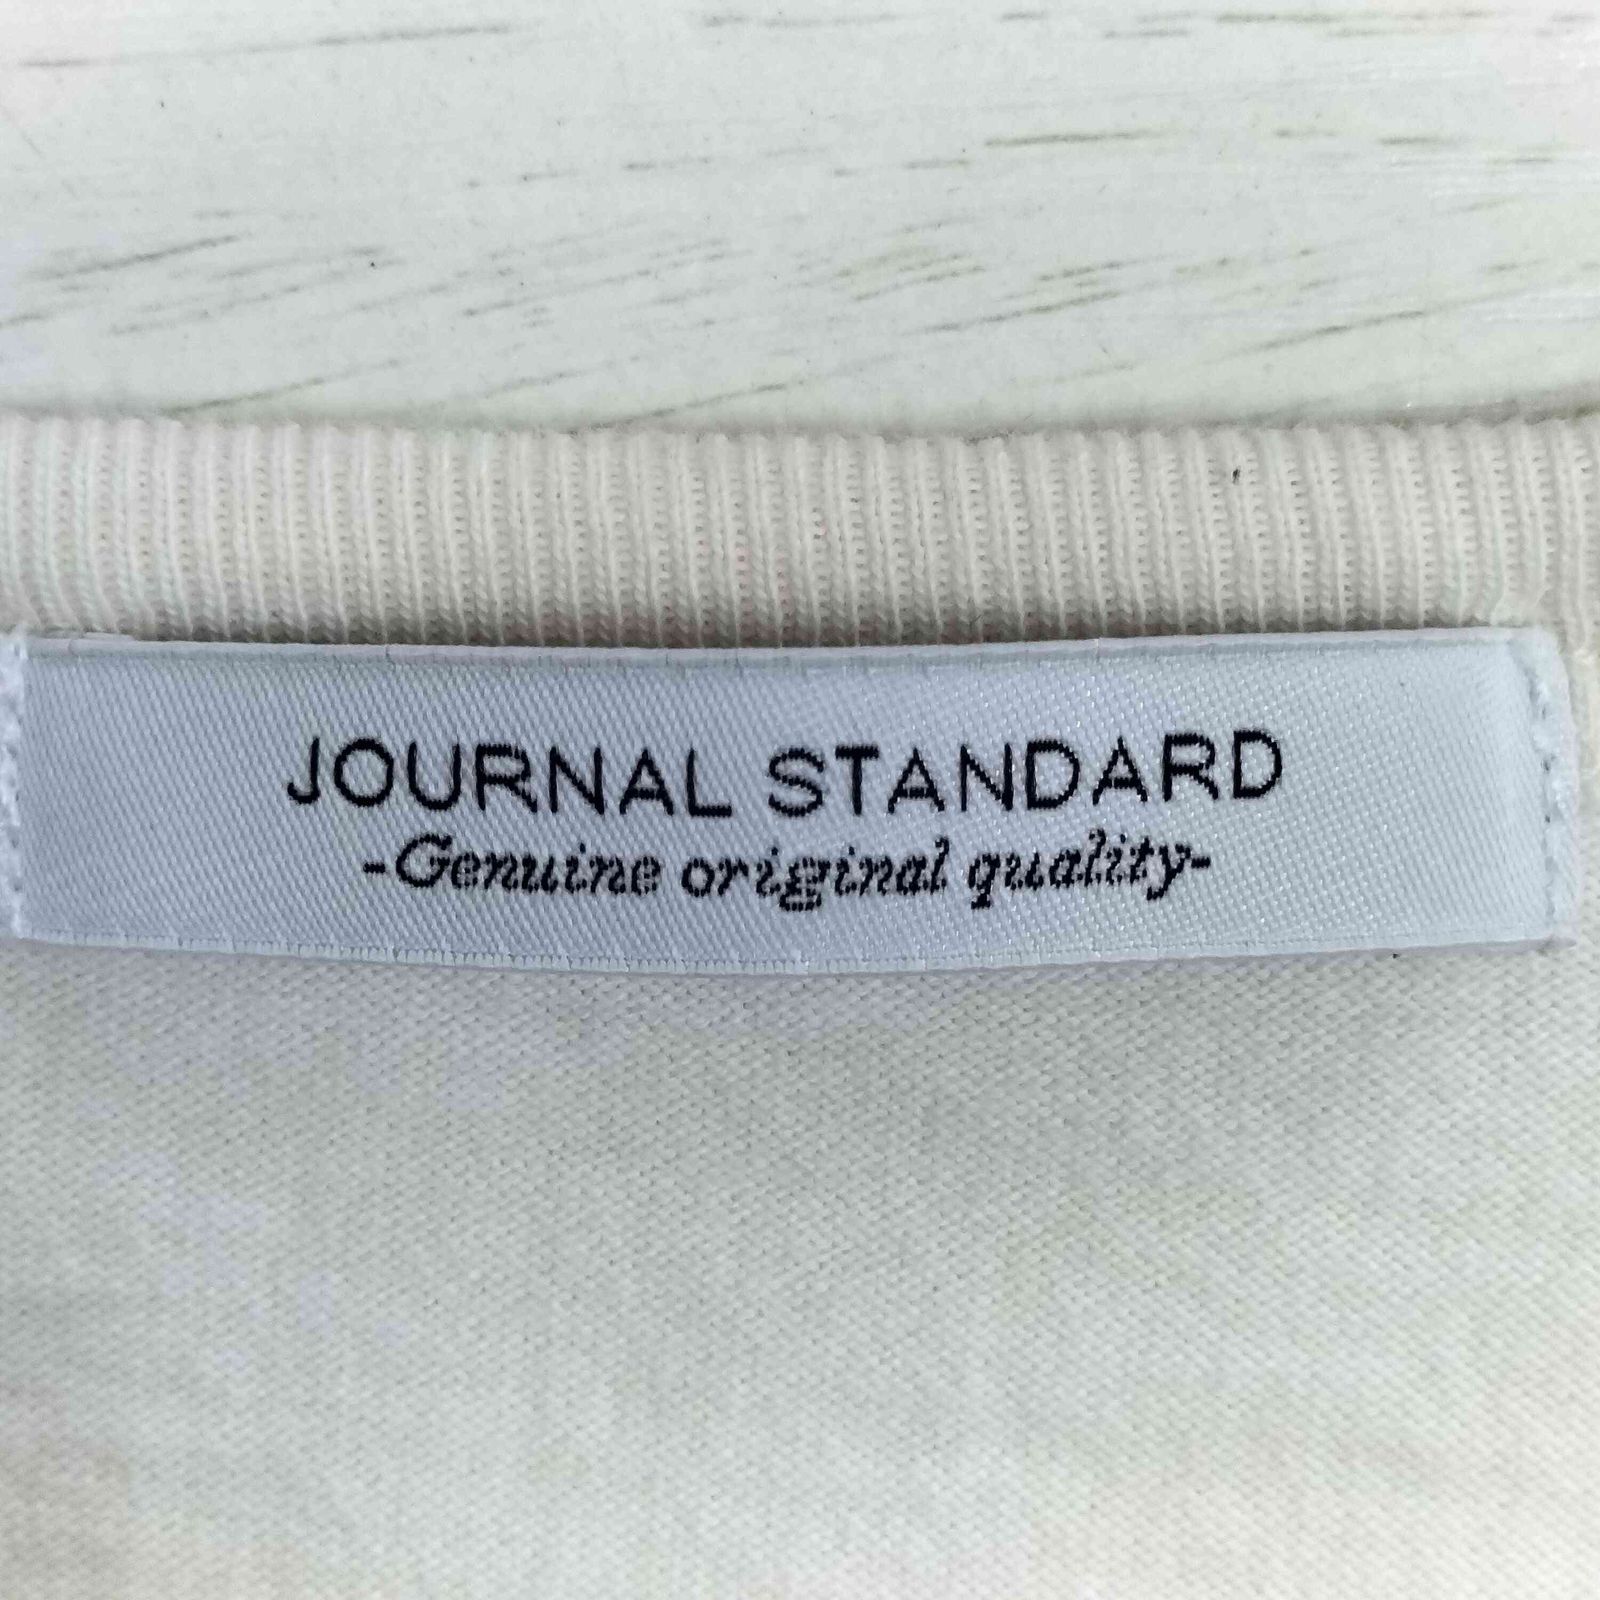 JOURNAL STANDARD
-Genuine original quality-